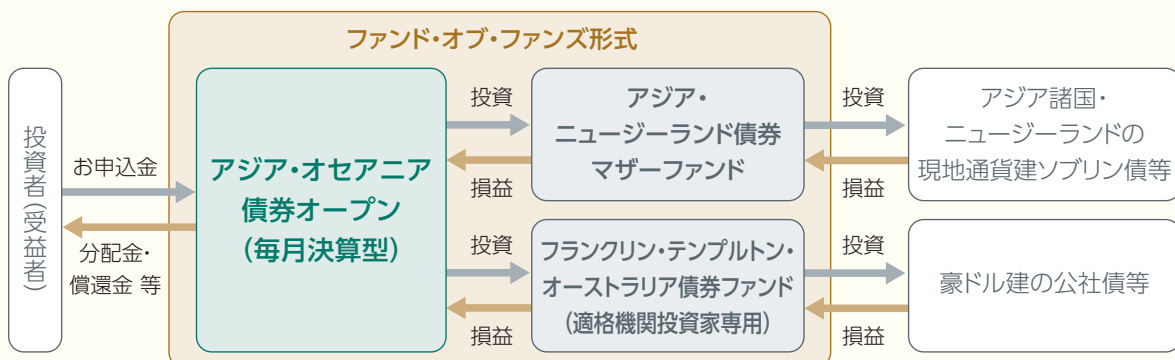 ファンド・オブ・ファンズ形式
投資者（受益者）
お申込金
分配金・
償還金 等
アジア・オセアニア
債券オープン
（毎月決算型）
投資
損益
アジア・
ニュージーランド債券
マザーファンド
投資
損益
アジア諸国・
ニュージーランドの
現地通貨建ソブリン債等
投資
損益
フランクリン・テンプルトン・
オーストラリア債券ファンド
（適格機関投資家専用）
投資
損益
豪ドル建の公社債等